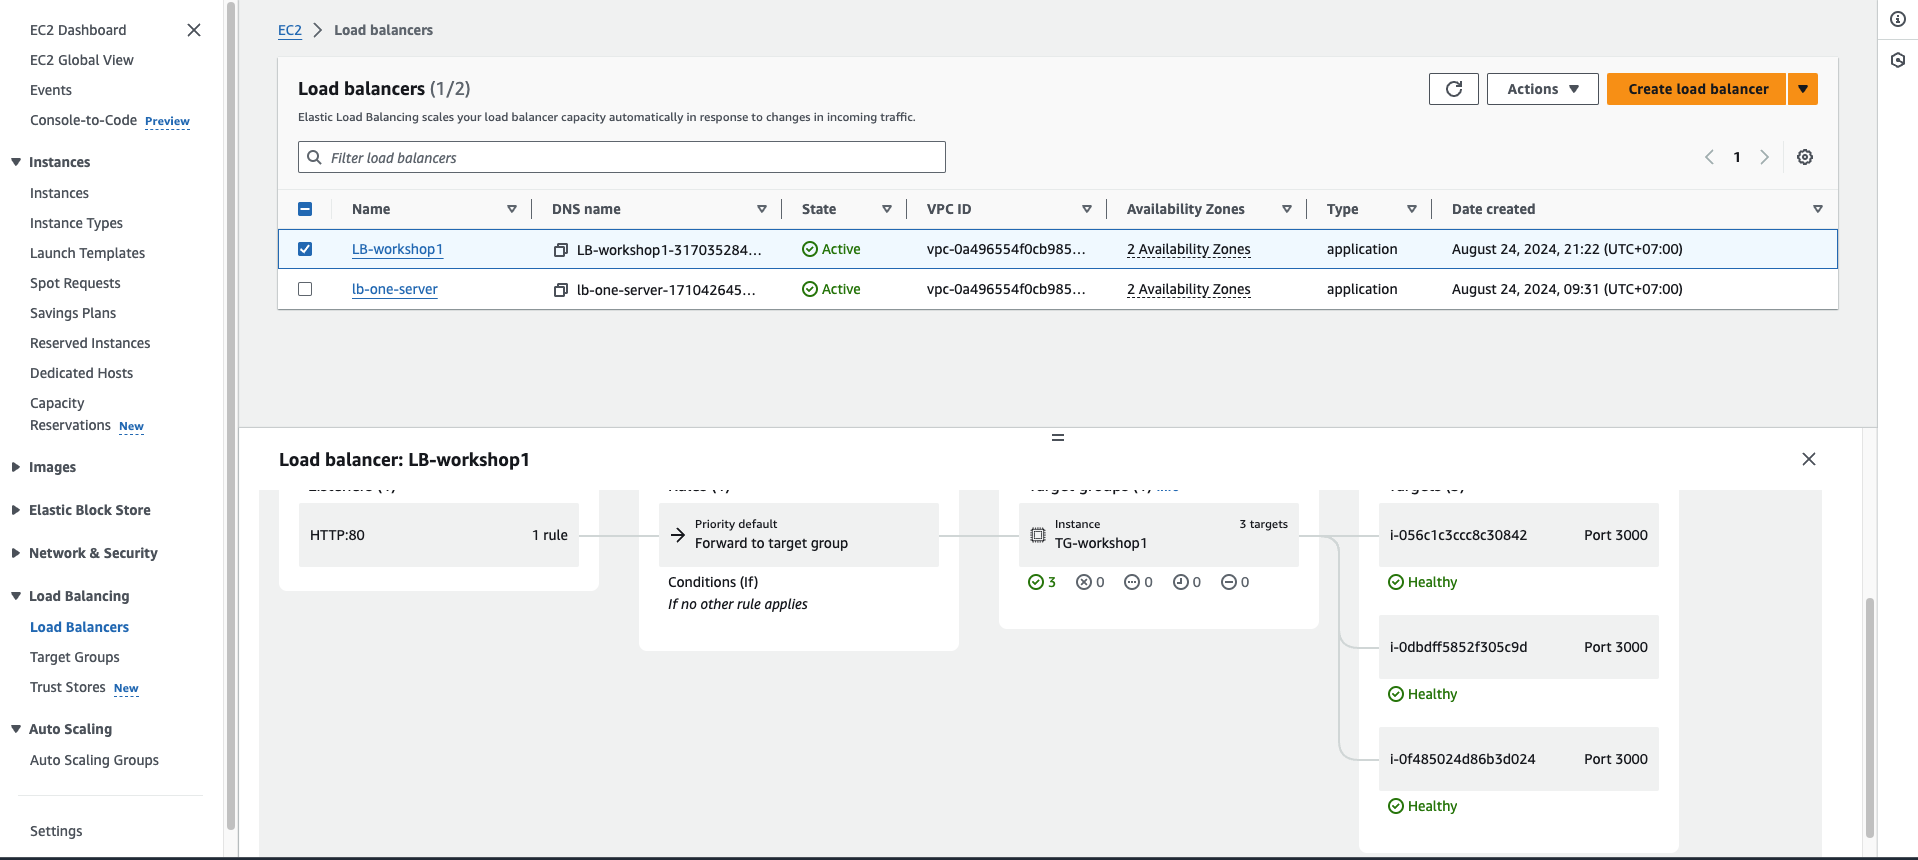 EC2 Dashboard
EC2 Global View
Events
Console-to-Code Preview
Instances
Instances
Instance Types
Launch Templates
Spot Requests
Savings Plans
Reserved Instances
Dedicated Hosts
Capacity
Reservations New
Images
Elastic Block Store
Network & Security
Load Balancing
Load Balancers
Target Groups
Trust Stores New
Auto Scaling
Auto Scaling Groups
Settings
EC2 > Load balancers
Load balancers (1/2)
Actions
Create load balancer
Elastic Load Balancing scales your load balancer capacity automatically in response to changes in incoming traffic.
Filter load balancers
1
Name DNS name State VPC ID Availability Zones Type Date created
LB-workshop1 LB-workshop1-317035284... Active vpc-0a496554f0cb985... 2 Availability Zones application August 24, 2024, 21:22 (UTC+07:00)
lb-one-server lb-one-server-171042645... Active vpc-0a496554f0cb985... 2 Availability Zones application August 24, 2024, 09:31 (UTC+07:00)
Load balancer: LB-workshop1
HTTP:80 1 rule
Priority default
Forward to target group
Conditions (If)
If no other rule applies
Instance 3 targets
TG-workshop1
3 0 0 0 0
i-056c1c3ccc8c30842 Port 3000
Healthy
i-0dbdff5852f305c9d Port 3000
Healthy
i-0f485024d86b3d024 Port 3000
Healthy